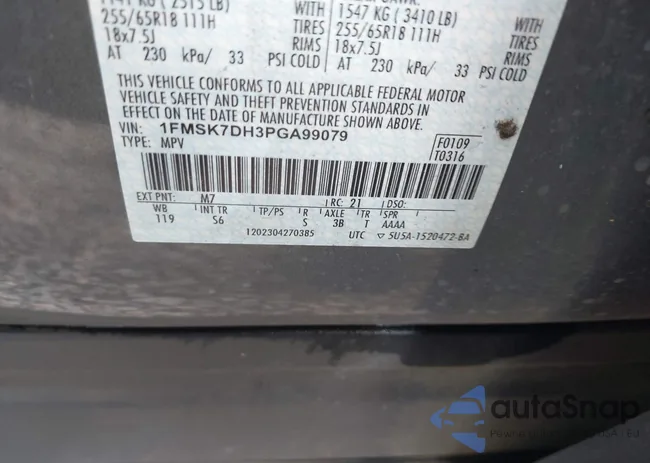 1547 KG ( 3410 LB)
WITH 255/65R18 111H WITH
255/65R18 111H TIRES TIRES
18x7.5J RIMS 18x7.5J RIMS
AT 230 kPa/ 33 PSI COLD AT 230 kPa/ 33 PSI COLD
THIS VEHICLE CONFORMS TO ALL APPLICABLE FEDERAL MOTOR
VEHICLE SAFETY AND THEFT PREVENTION STANDARDS IN
EFFECT ON THE DATE OF MANUFACTURE SHOWN ABOVE.
VIN: 1FMSK7DH3PGA99079
TYPE: MPV
F0109
T0316
EXT PNT: M7 RC: 21 DSO:
WB INT TR TP/PS R AXLE TR SPR
119 S6 S 3B T AAAA
1202304270385 UTC ▽ 5U5A-1520472-BA
autoSnap